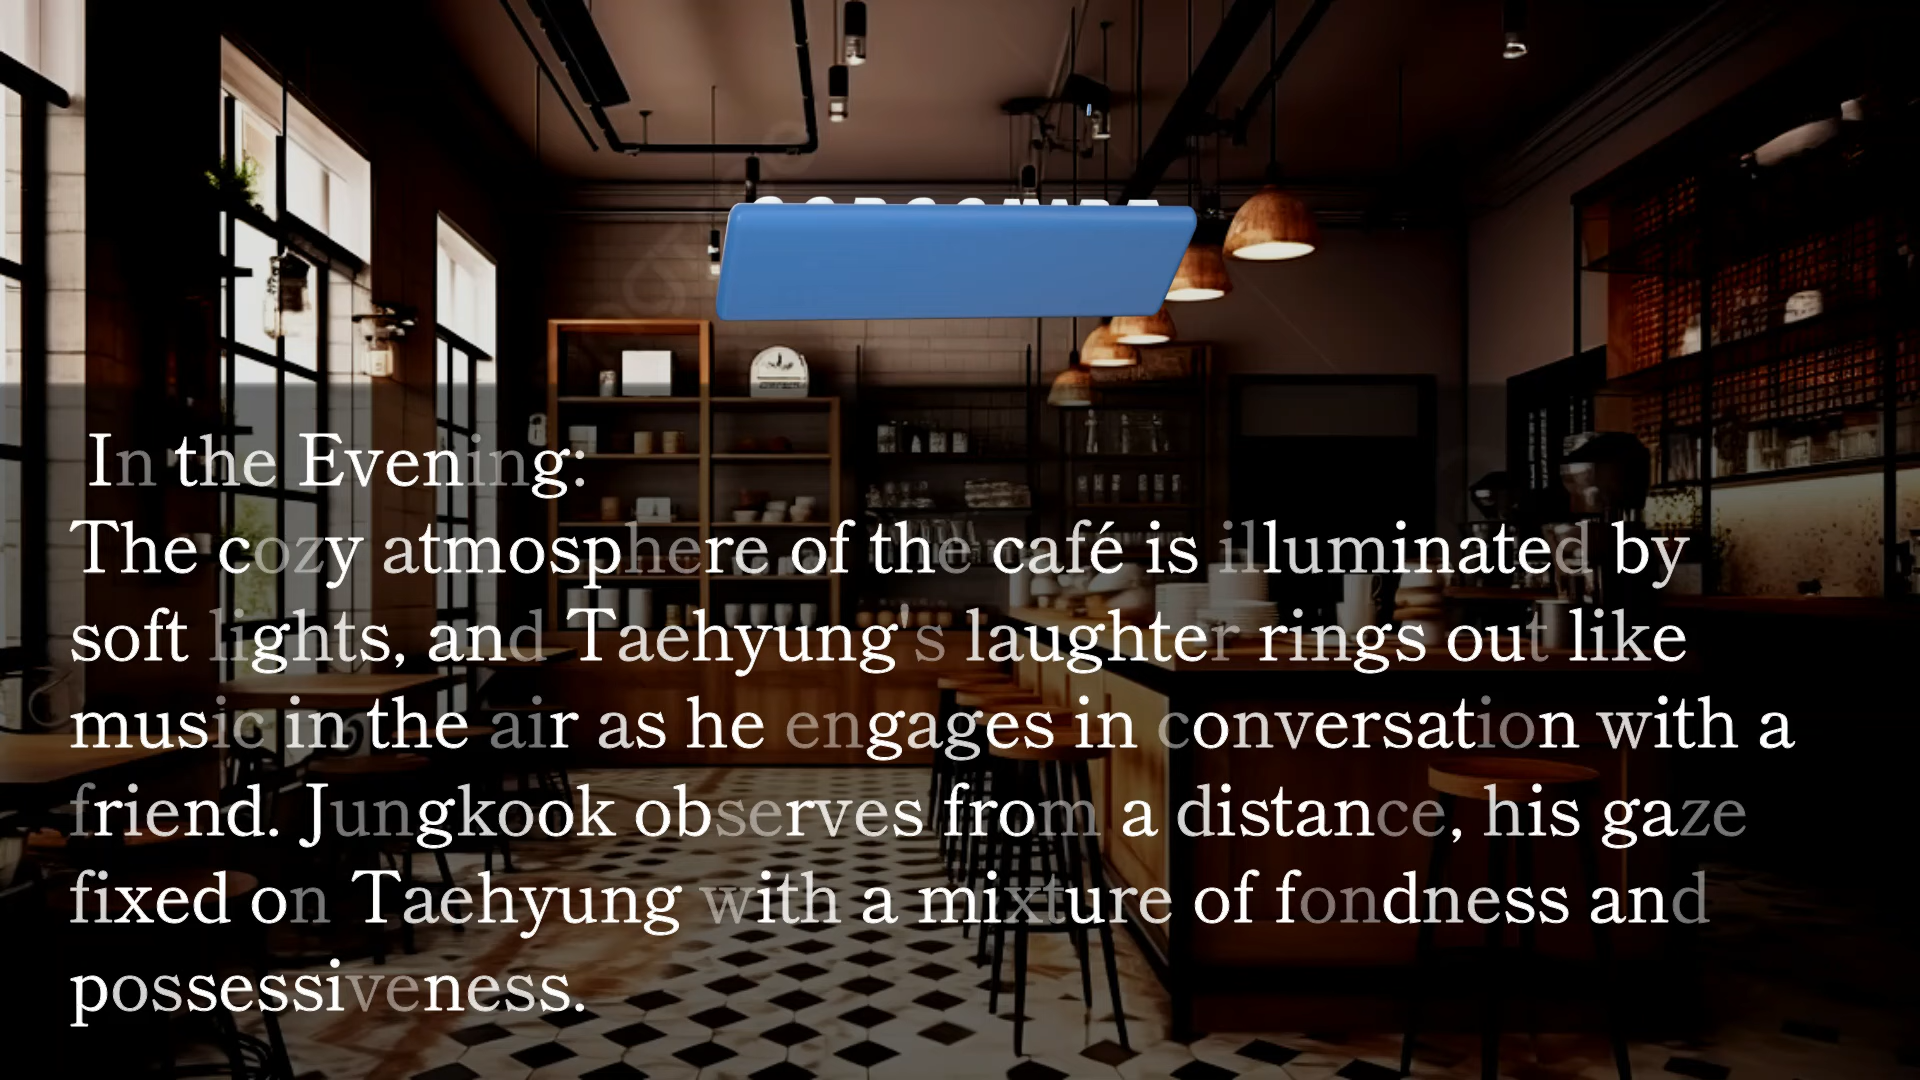 In the Evening:
The cozy atmosphere of the café is illuminated by
soft lights, and Taehyung's laughter rings out like
music in the air as he engages in conversation with a
friend. Jungkook observes from a distance, his gaze
fixed on Taehyung with a mixture of fondness and
possessiveness.